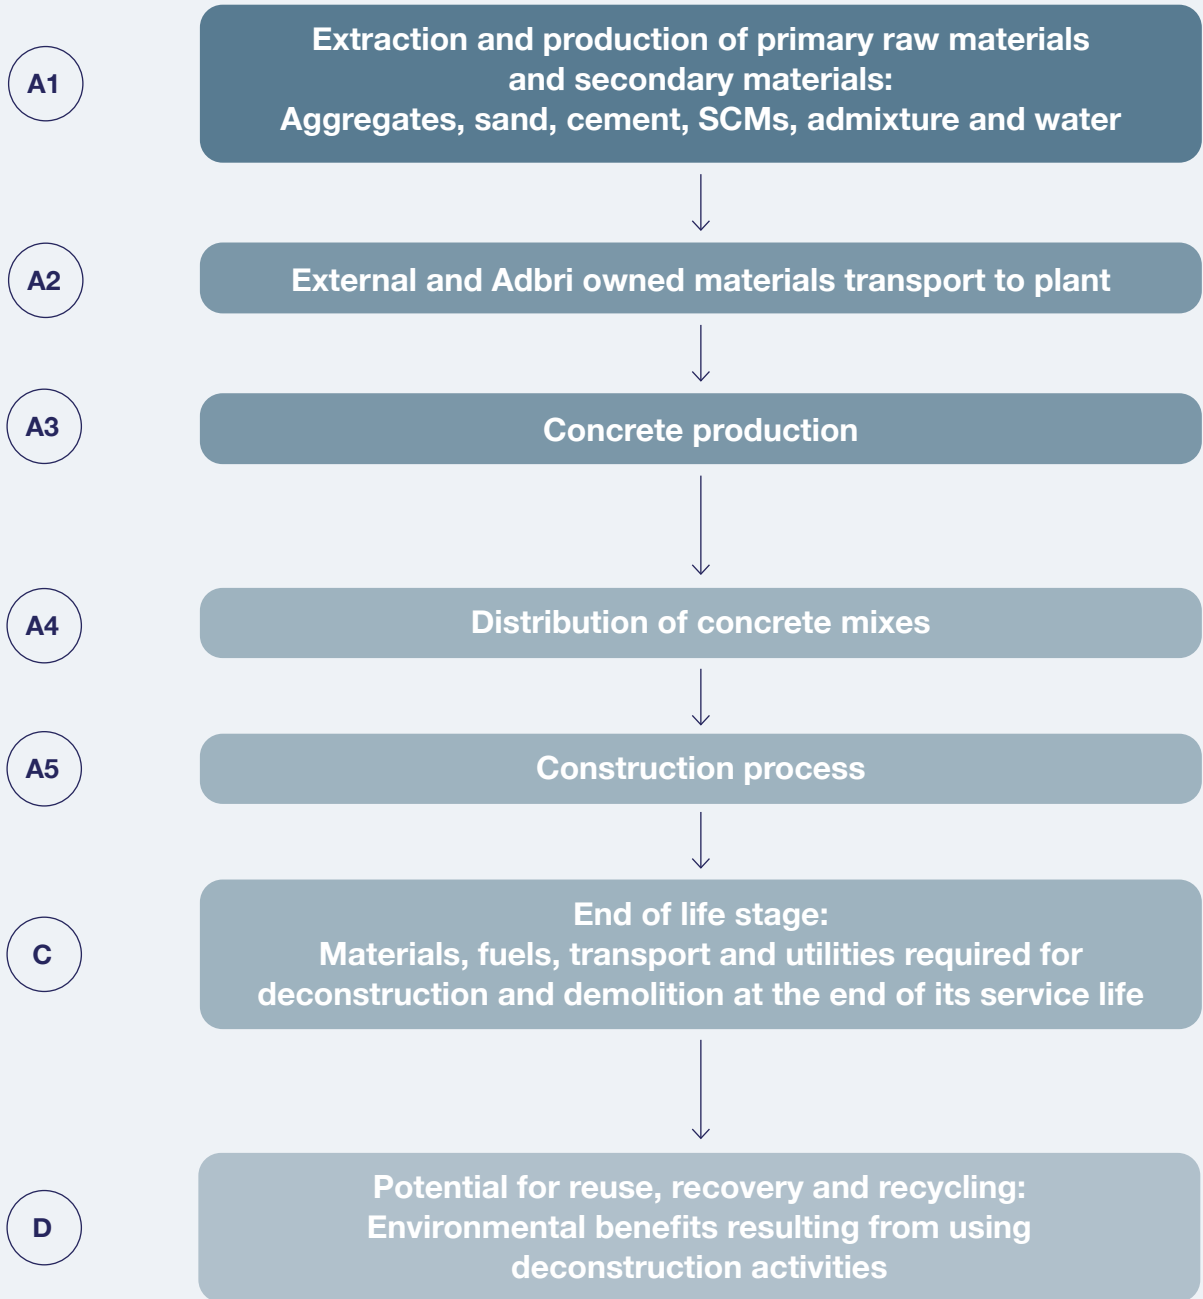 A1
Extraction and production of primary raw materials
and secondary materials:
Aggregates, sand, cement, SCMs, admixture and water
A2
External and Adbri owned materials transport to plant
A3
Concrete production
A4
Distribution of concrete mixes
A5
Construction process
C
End of life stage:
Materials, fuels, transport and utilities required for
deconstruction and demolition at the end of its service life
D
Potential for reuse, recovery and recycling:
Environmental benefits resulting from using
deconstruction activities